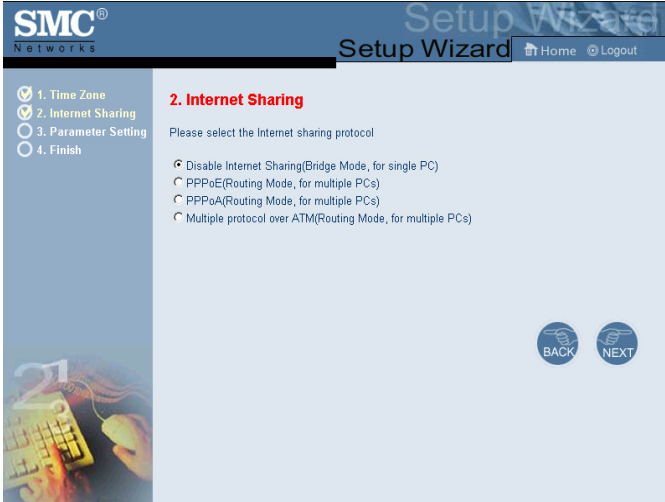 SMC®
Networks
Setup Wizard
Setup Wizard
Home
Logout
1. Time Zone
2. Internet Sharing
3. Parameter Setting
4. Finish
2. Internet Sharing
Please select the Internet sharing protocol
Disable Internet Sharing(Bridge Mode, for single PC)
PPPoE(Routing Mode, for multiple PCs)
PPPoA(Routing Mode, for multiple PCs)
Multiple protocol over ATM(Routing Mode, for multiple PCs)
BACK
NEXT